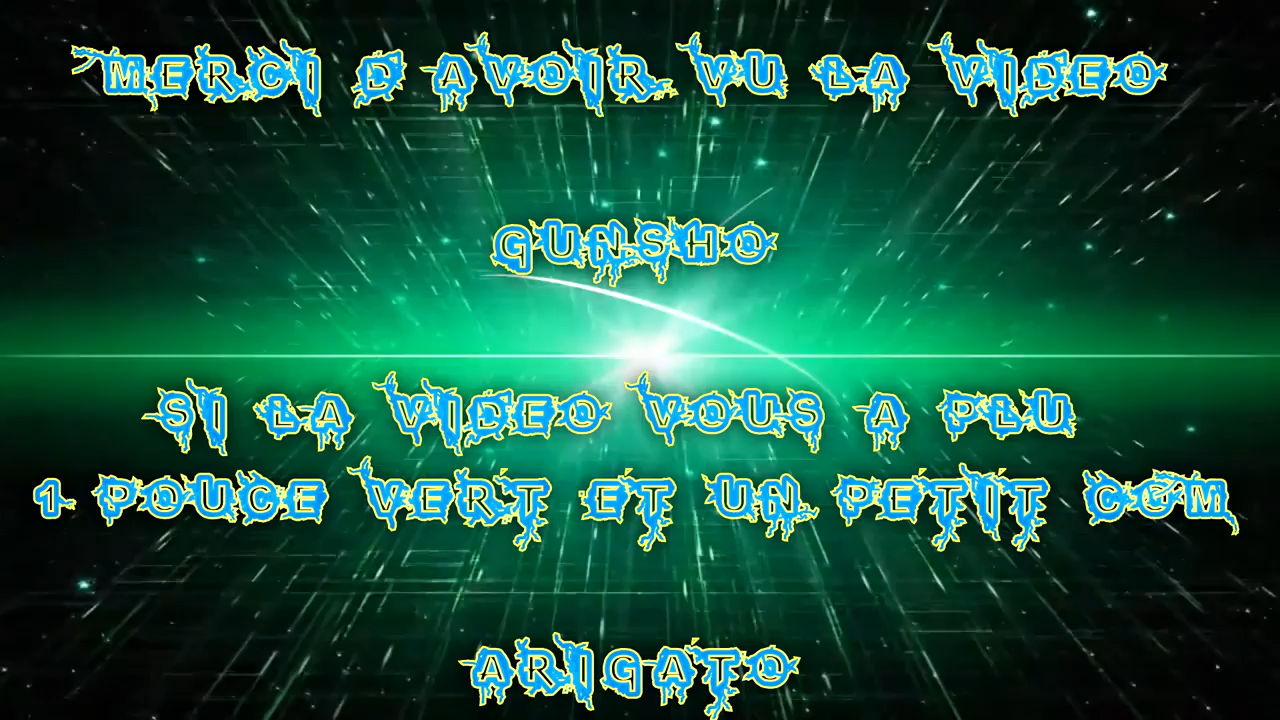 MERCI D AVOIR VU LA VIDEO
GUNSHO
SI LA VIDEO VOUS A PLU
1 POUCE VERT ET UN PETIT COM
ARIGATO